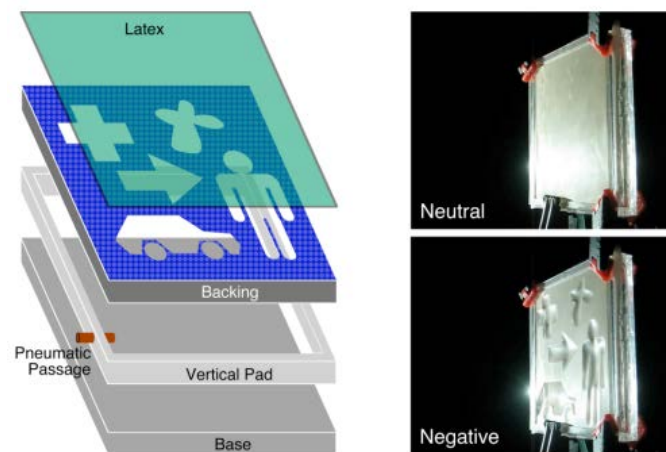 Latex
Backing
Pneumatic
Passage
Vertical Pad
Base
Neutral
Negative